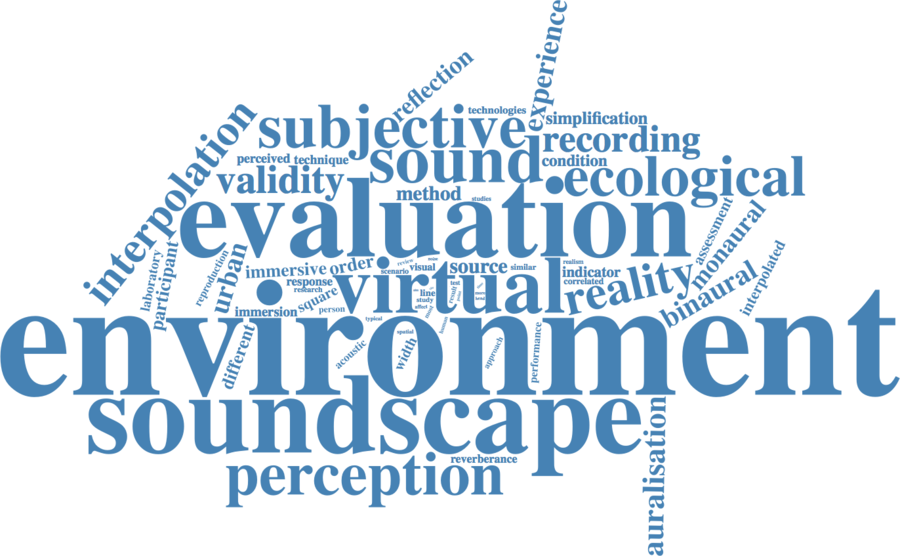 experience
reflection
technologies
simplification
subjective
recording
sound
perceived
technique
condition
interpolation
validity
ecological
method
studies
evaluation
assessment
monaural
laboratory
participant
reproduction
urban
immersive
order
review
scenario
visual
source
similar
realism
indicator
correlated
reality
binaural
interpolated
response
research
virtual
square
line
study
effect
result
test
immersion
person
typical
spatial
environment
different
acoustic
width
approach
performance
soundscape
reverberance
perception
auralisation